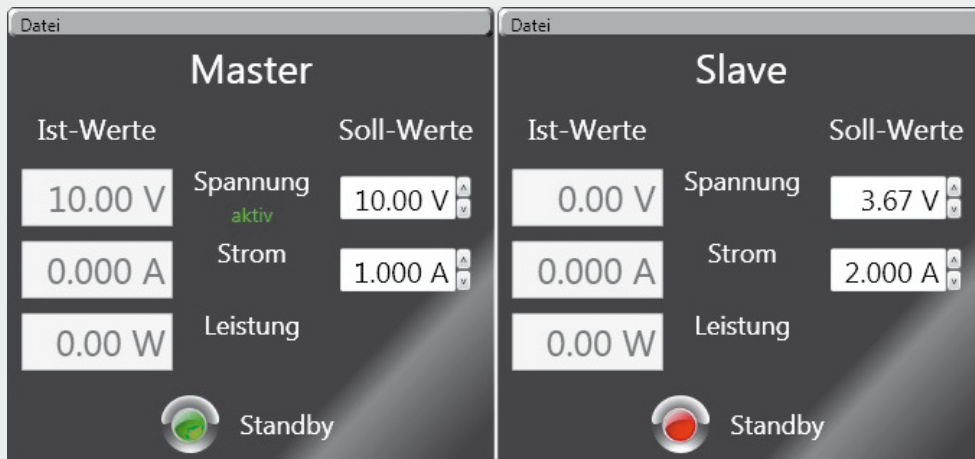 Datei
Master
Ist-Werte
Soll-Werte
10.00 V
Spannung
aktiv
10.00 V
0.000 A
Strom
1.000 A
0.00 W
Leistung
Standby
Datei
Slave
Ist-Werte
Soll-Werte
0.00 V
Spannung
3.67 V
0.000 A
Strom
2.000 A
0.00 W
Leistung
Standby